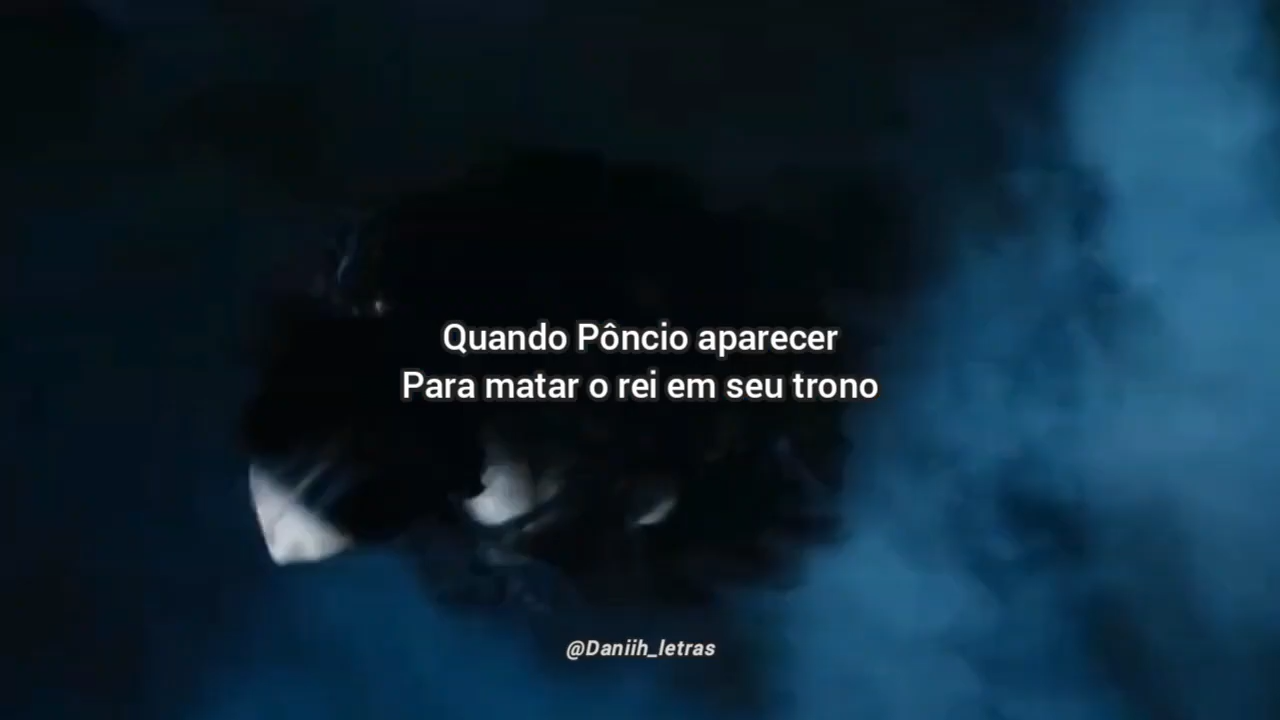 Quando Pôncio aparecer
Para matar o rei em seu trono
@Daniih_letras